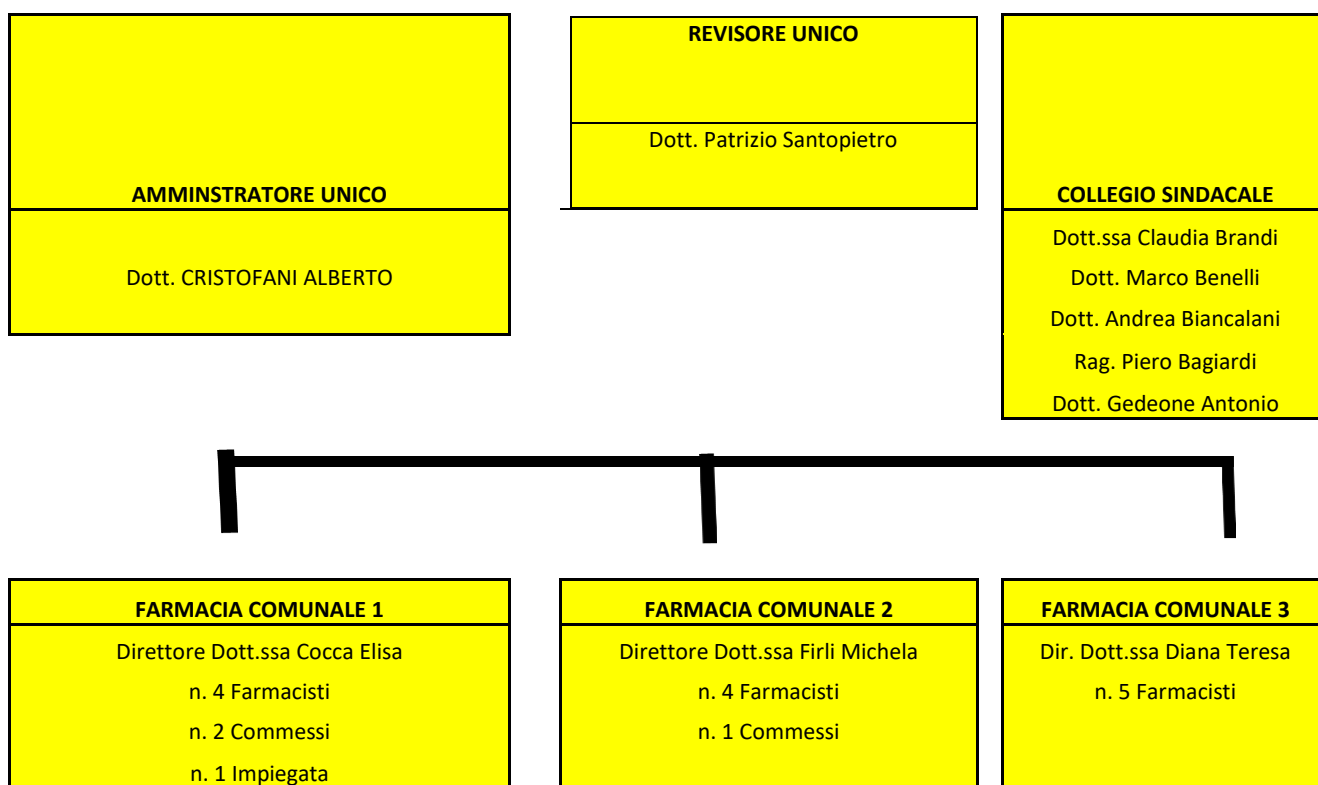 AMMINSTRATORE UNICO
Dott. CRISTOFANI ALBERTO
REVISORE UNICO
Dott. Patrizio Santopietro
COLLEGIO SINDACALE
Dott.ssa Claudia Brandi
Dott. Marco Benelli
Dott. Andrea Biancalani
Rag. Piero Bagiardi
Dott. Gedeone Antonio
FARMACIA COMUNALE 1
Direttore Dott.ssa Cocca Elisa
n. 4 Farmacisti
n. 2 Commessi
n. 1 Impiegata
FARMACIA COMUNALE 2
Direttore Dott.ssa Firli Michela
n. 4 Farmacisti
n. 1 Commessi
FARMACIA COMUNALE 3
Dir. Dott.ssa Diana Teresa
n. 5 Farmacisti